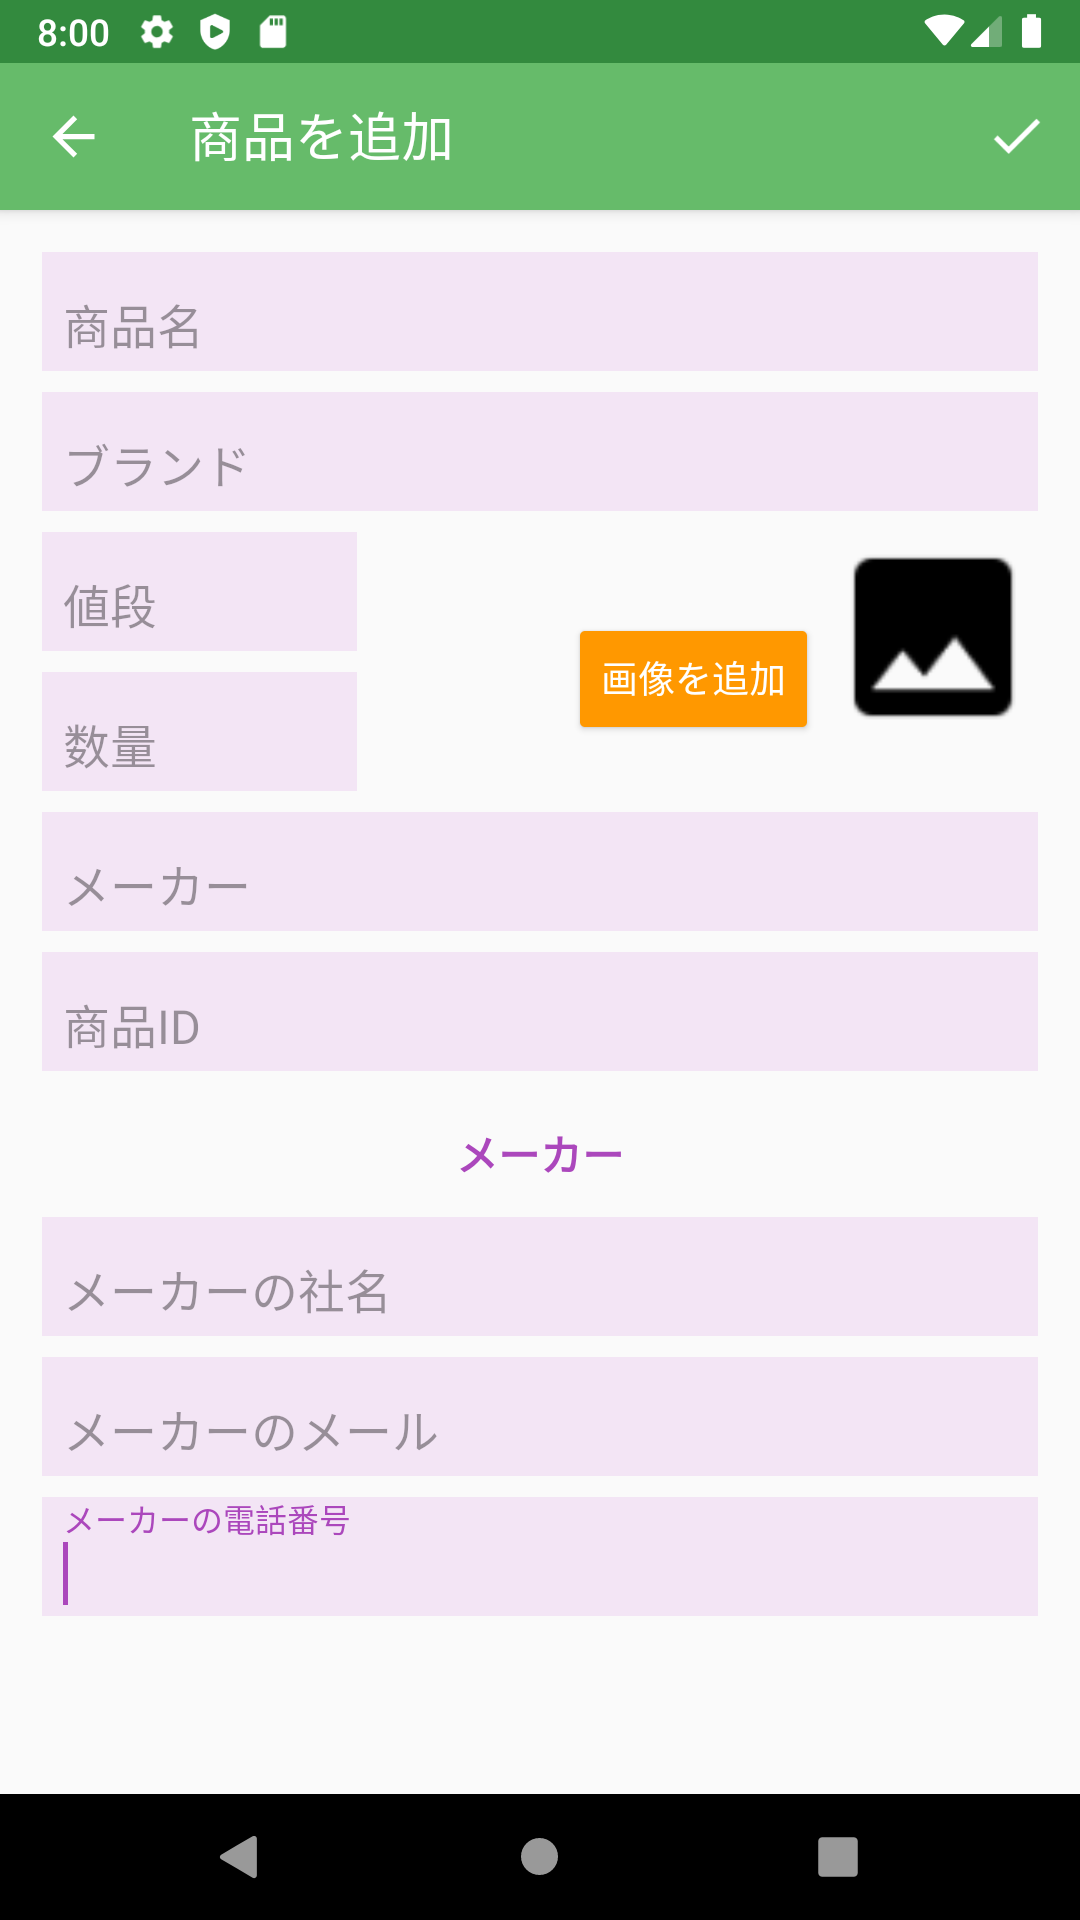 8:00
商品を追加
商品名
ブランド
値段
画像を追加
数量
メーカー
商品ID
メーカー
メーカーの社名
メーカーのメール
メーカーの電話番号